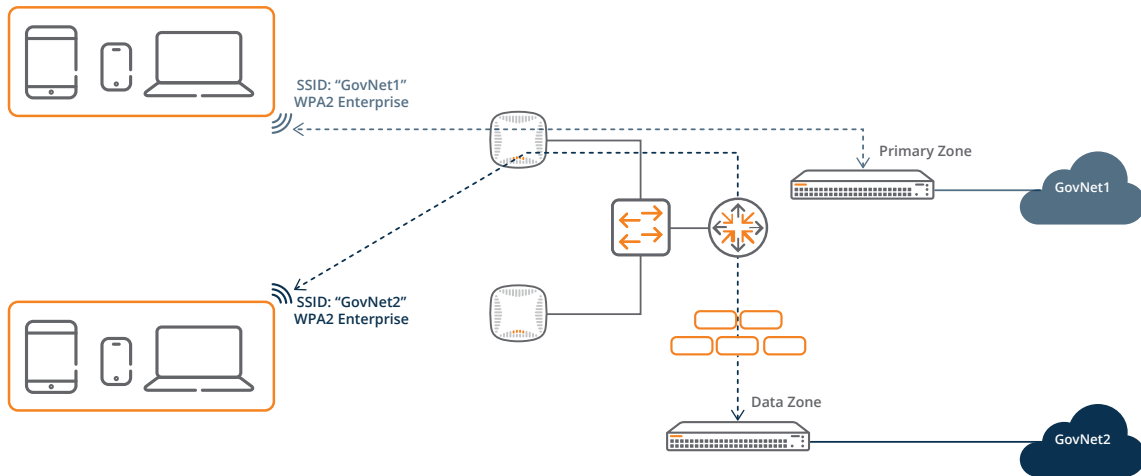 SSID: “GovNet1”
WPA2 Enterprise
Primary Zone
GovNet1
SSID: “GovNet2”
WPA2 Enterprise
Data Zone
GovNet2